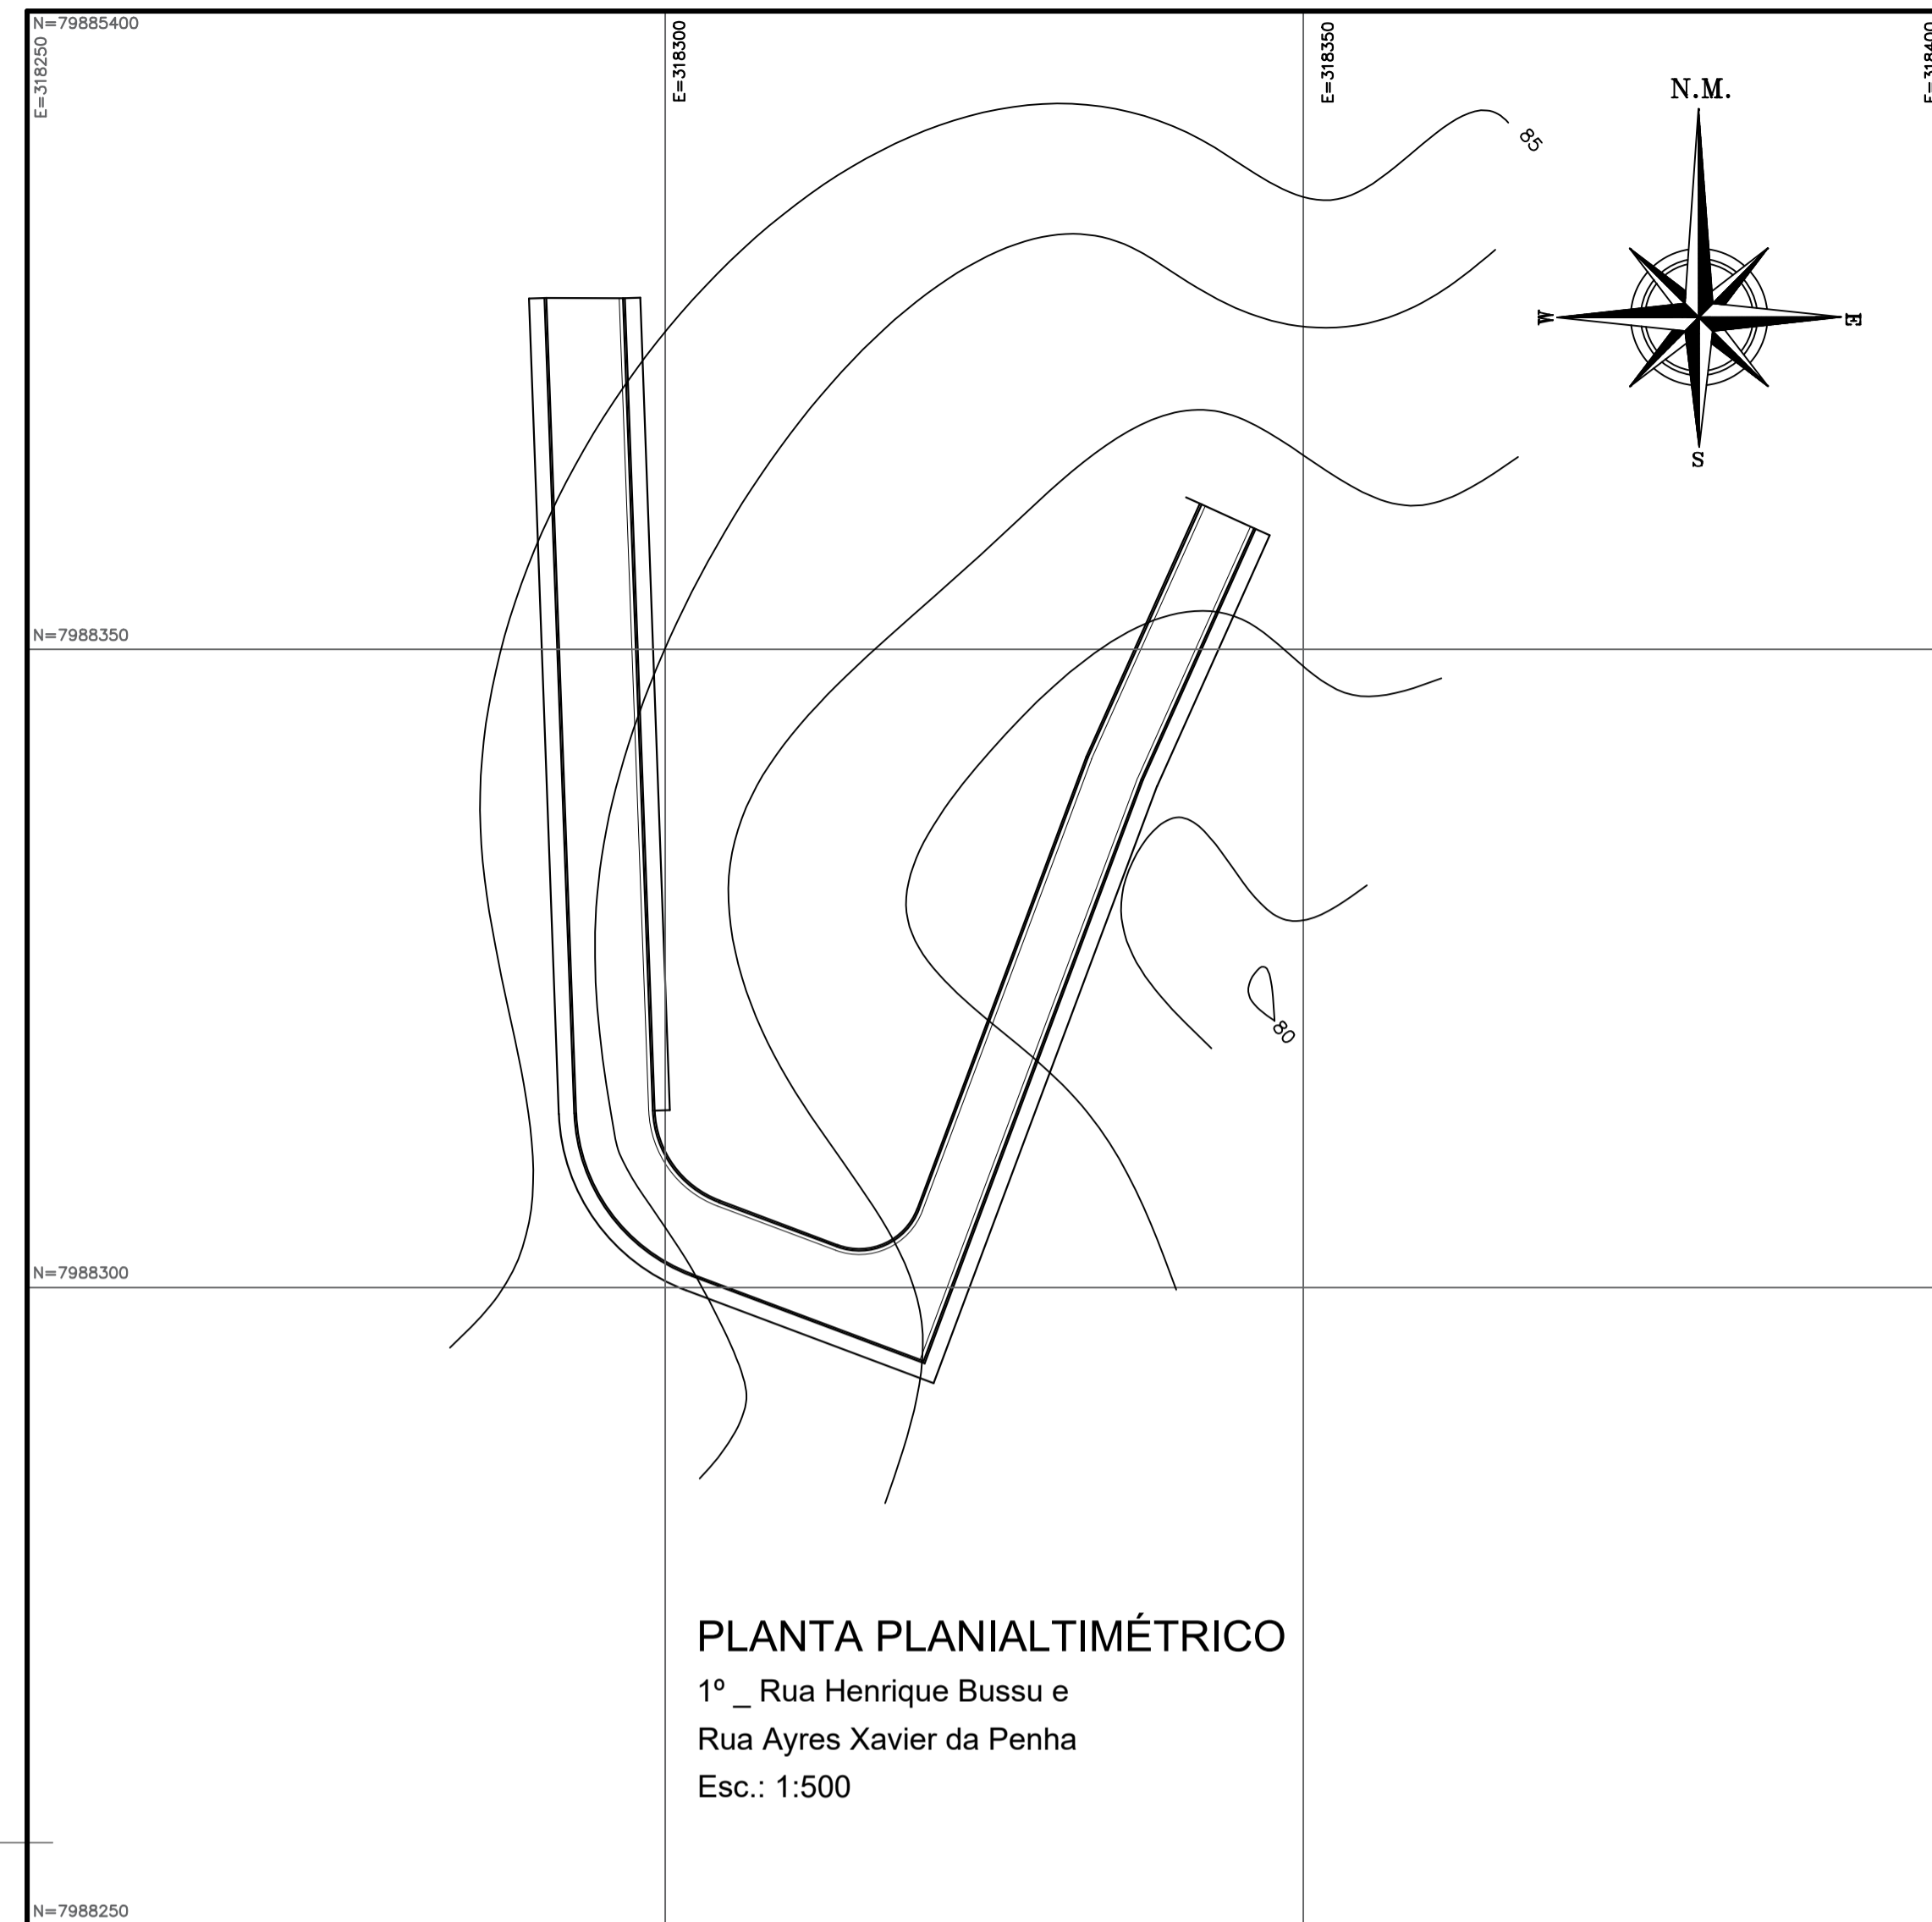 N=79885400
E=318250
E=318300
E=318350
E=318400
N.M.
85
W
E
S
N=7988350
80
N=7988300
PLANTA PLANIALTIMÉTRICO
1º _ Rua Henrique Bussu e
Rua Ayres Xavier da Penha
Esc.: 1:500
N=7988250